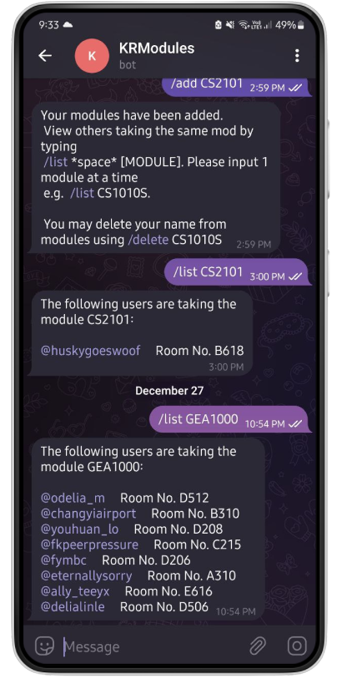 9:33
49%
KRModules
K
bot
/add CS2101 2:59 PM
Your modules have been added.
View others taking the same mod by
typing
/list *space* [MODULE]. Please input 1
module at a time
e.g. /list CS1010S.
You may delete your name from
modules using /delete CS1010S 2:59 PM
/list CS2101 3:00 PM
The following users are taking the
module CS2101:
@huskygoeswoof Room No. B618
3:00 PM
December 27
/list GEA1000 10:54 PM
The following users are taking the
module GEA1000:
@odelia_m Room No. D512
@changyiairport Room No. B310
@youhuan_lo Room No. D208
@fkpeerpressure Room No. C215
@fymbc Room No. D206
@eternallysorry Room No. A310
@ally_teeyx Room No. E616
@delialinle Room No. D506 10:54 PM
Message